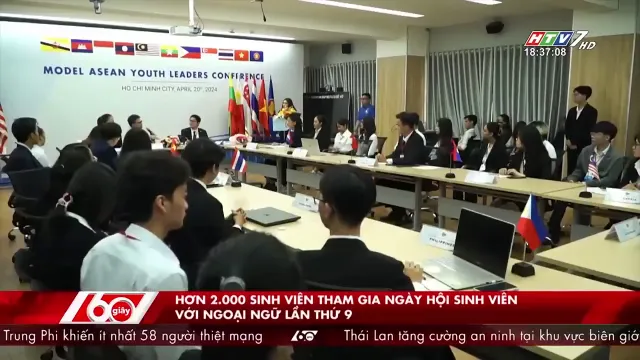 HTV7 HD
18:37:08
MODEL ASEAN YOUTH LEADERS CONFERENCE
HO CHI MINH CITY, APRIL 20th, 2024
PHILIPPINES
60 giây
HƠN 2.000 SINH VIÊN THAM GIA NGÀY HỘI SINH VIÊN
VỚI NGOẠI NGỮ LẦN THỨ 9
Trung Phi khiến ít nhất 58 người thiệt mạng
Thái Lan tăng cường an ninh tại khu vực biên giớ